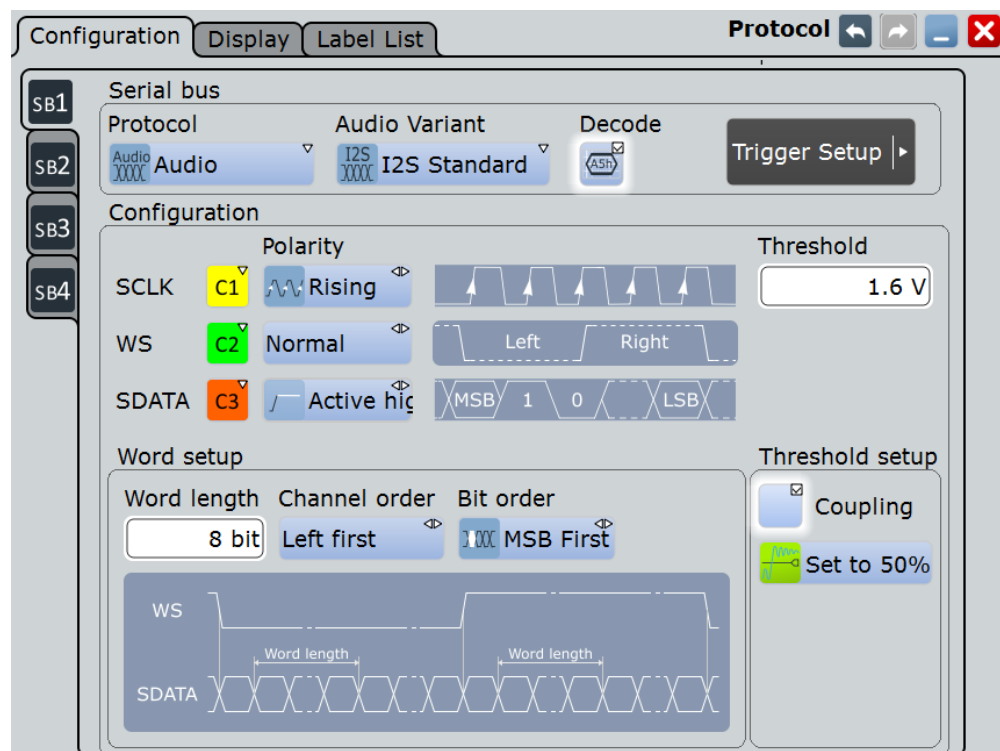 Configuration Display Label List Protocol
SB1
SB2
SB3
SB4
Serial bus
Protocol Audio Variant Decode
Audio Audio I2S I2S Standard A5h Trigger Setup
Configuration
Polarity Threshold
SCLK C1 Rising 1.6 V
WS C2 Normal Left Right
SDATA C3 Active hig MSB 1 0 LSB
Word setup Threshold setup
Word length Channel order Bit order Coupling
8 bit Left first MSB First
Set to 50%
WS
Word length Word length
SDATA